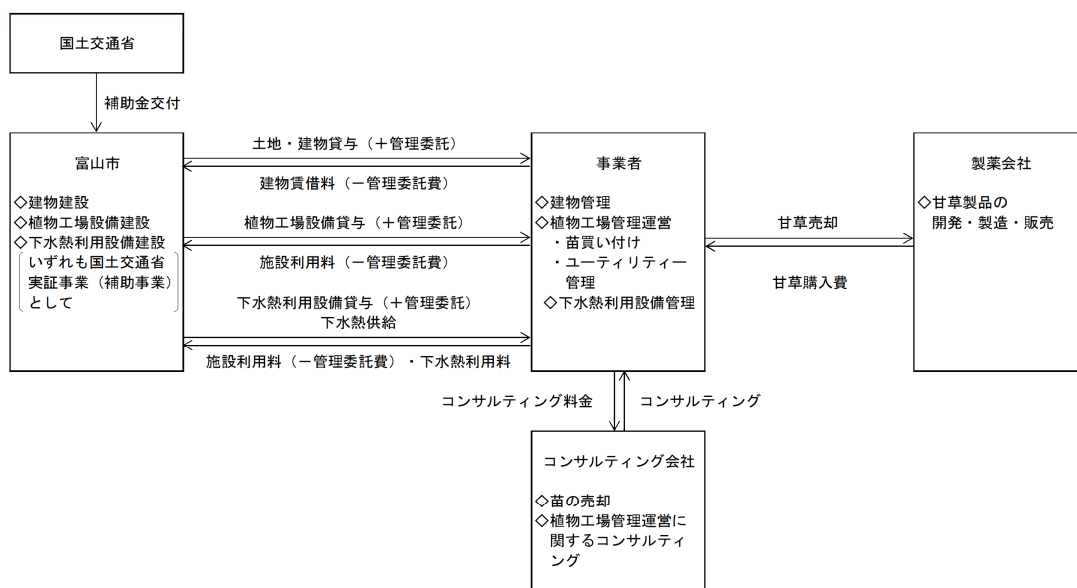 国土交通省
補助金交付
富山市
◇建物建設
◇植物工場設備建設
◇下水熱利用設備建設
いずれも国土交通省
実証事業（補助事業）
として
土地・建物貸与（＋管理委託）
建物賃借料（－管理委託費）
植物工場設備貸与（＋管理委託）
施設利用料（－管理委託費）
下水熱利用設備貸与（＋管理委託）
下水熱供給
施設利用料（－管理委託費）・下水熱利用料
事業者
◇建物管理
◇植物工場管理運営
・苗買い付け
・ユーティリティー
管理
◇下水熱利用設備管理
甘草売却
甘草購入費
製薬会社
◇甘草製品の
開発・製造・販売
コンサルティング料金
コンサルティング
コンサルティング会社
◇苗の売却
◇植物工場管理運営に
関するコンサルティ
ング